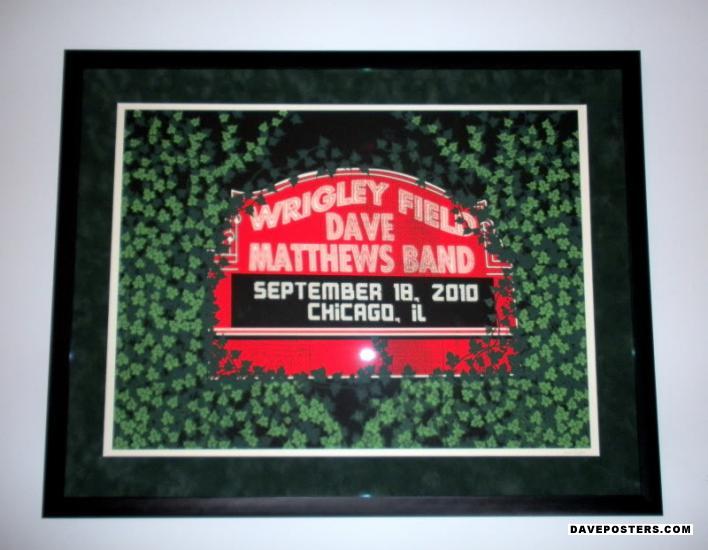 WRIGLEY FIELD
DAVE
MATTHEWS BAND
SEPTEMBER 18, 2010
CHiCAGO, iL
DAVEPOSTERS.COM